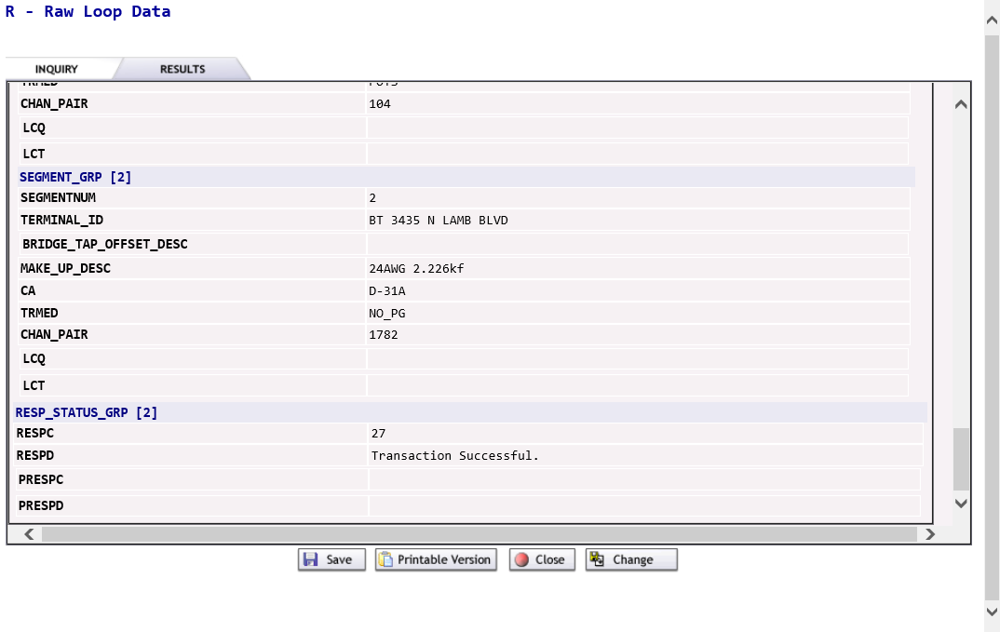 R - Raw Loop Data
INQUIRY RESULTS
CHAN_PAIR 104
LCQ
LCT
SEGMENT_GRP [2]
SEGMENTNUM 2
TERMINAL_ID BT 3435 N LAMB BLVD
BRIDGE_TAP_OFFSET_DESC
MAKE_UP_DESC 24AWG 2.226kf
CA D-31A
TRMED NO_PG
CHAN_PAIR 1782
LCQ
LCT
RESP_STATUS_GRP [2]
RESPC 27
RESPD Transaction Successful.
PRESPC
PRESPD
Save Printable Version Close Change